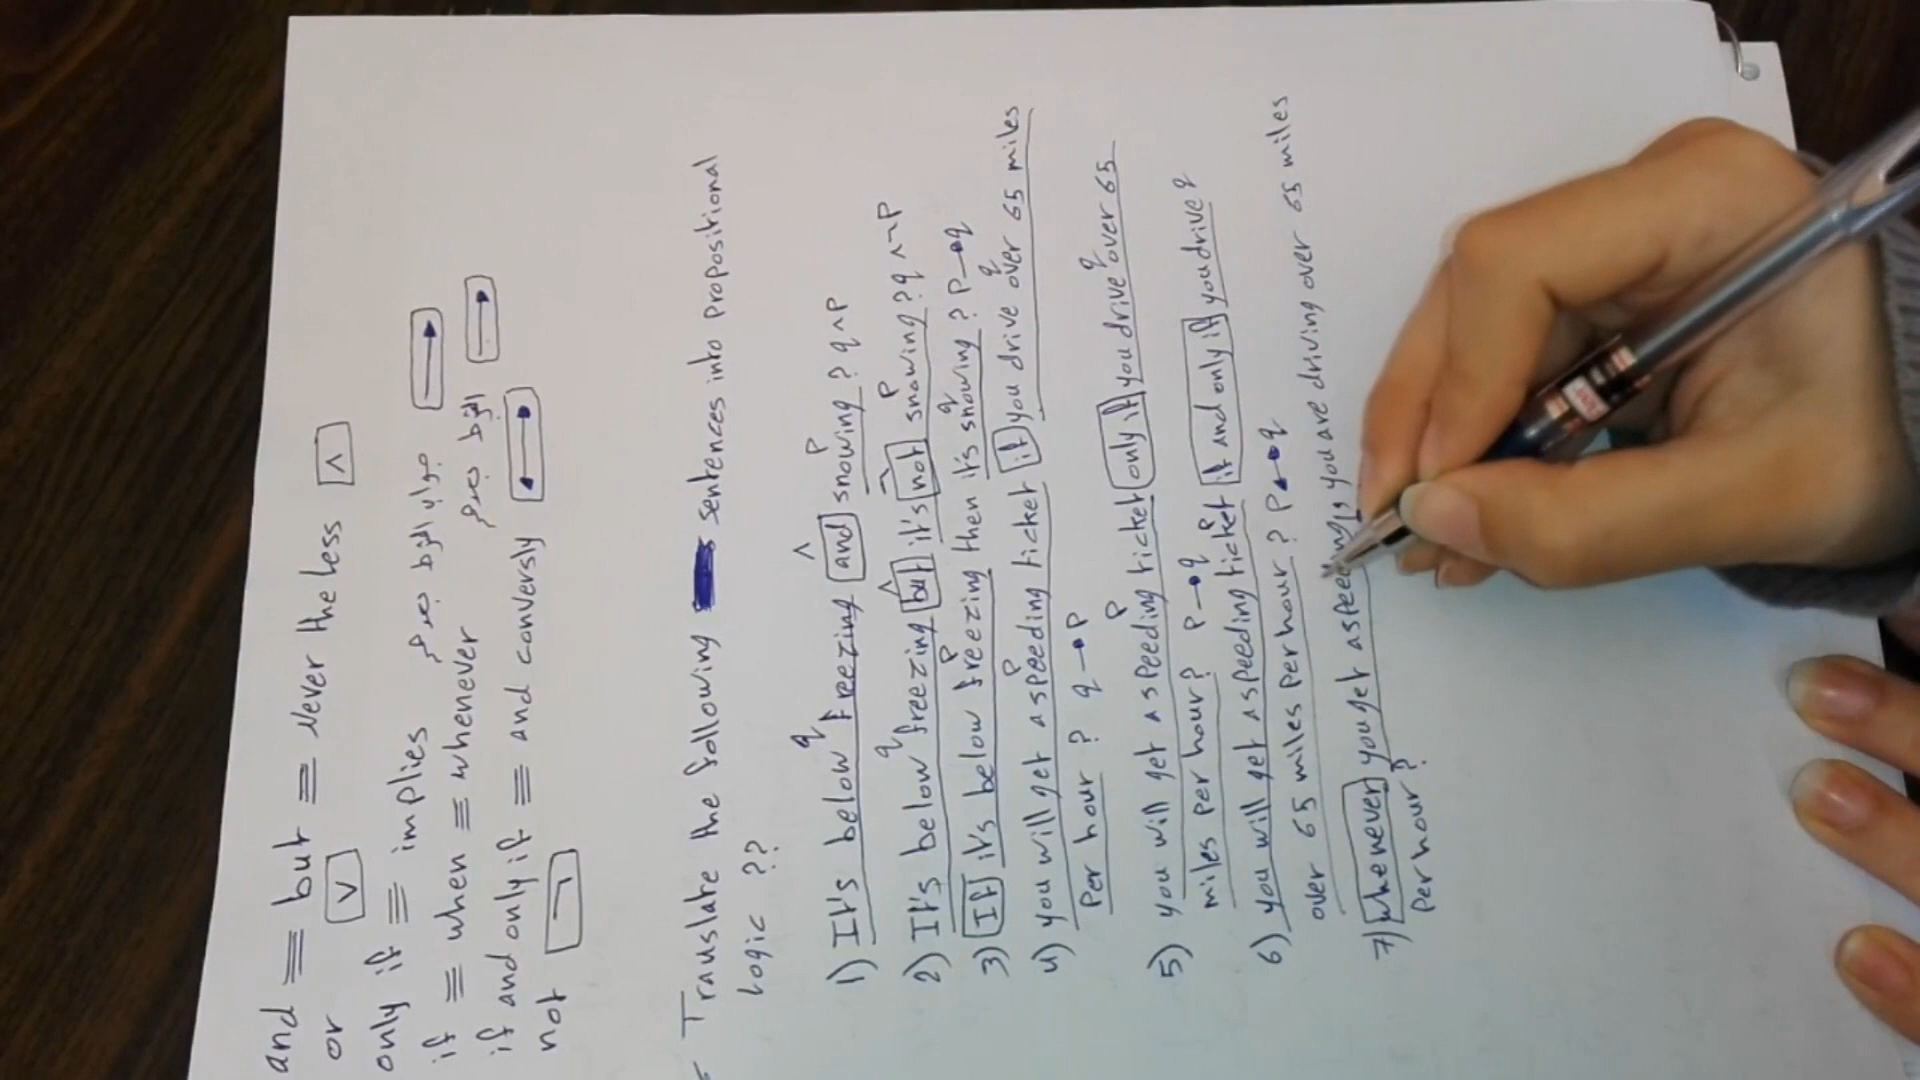 and ≡ but ≡ never the less ∧
or ∨
only if ≡ implies جواب الشرط →
if ≡ when ≡ whenever الشرط →
if and only if ≡ and conversly ↔
not ¬
Translate the following sentences into propositional
Logic ??
∧
q P
1) It's below freezing and snowing? q ∧ P
q ∧ ¬ P
2) It's below freezing but it's not snowing? q ∧ ¬P
P q
3) If it's below freezing then it's snowing? P → q
P q
4) you will get a speeding ticket if you drive over 65 miles
Per hour? q → P
P q
5) you will get a speeding ticket only if you drive over 65
miles per hour? P → q
P q
6) you will get a speeding ticket if and only if you drive
over 65 miles per hour? P ↔ q
7) whenever you get a speeding, you are driving over 65 miles
Per hour?